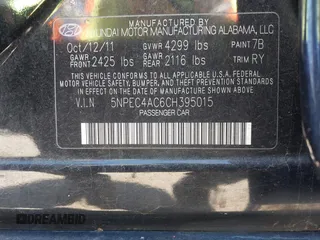 MANUFACTURED BY
HYUNDAI MOTOR MANUFACTURING ALABAMA, LLC
Oct/12/11 GVWR 4299 lbs PAINT 7B
GAWR FRONT 2425 lbs GAWR REAR 2116 lbs TRIM RY
THIS VEHICLE CONFORMS TO ALL APPLICABLE
FEDERAL MOTOR VEHICLE SAFETY, BUMPER, AND
THEFT PREVENTION STANDARDS IN EFFECT ON
THE DATE OF MANUFACTURE SHOWN ABOVE.
V.I.N 5NPEC4AC6CH395015
PASSENGER CAR
DREAMBID